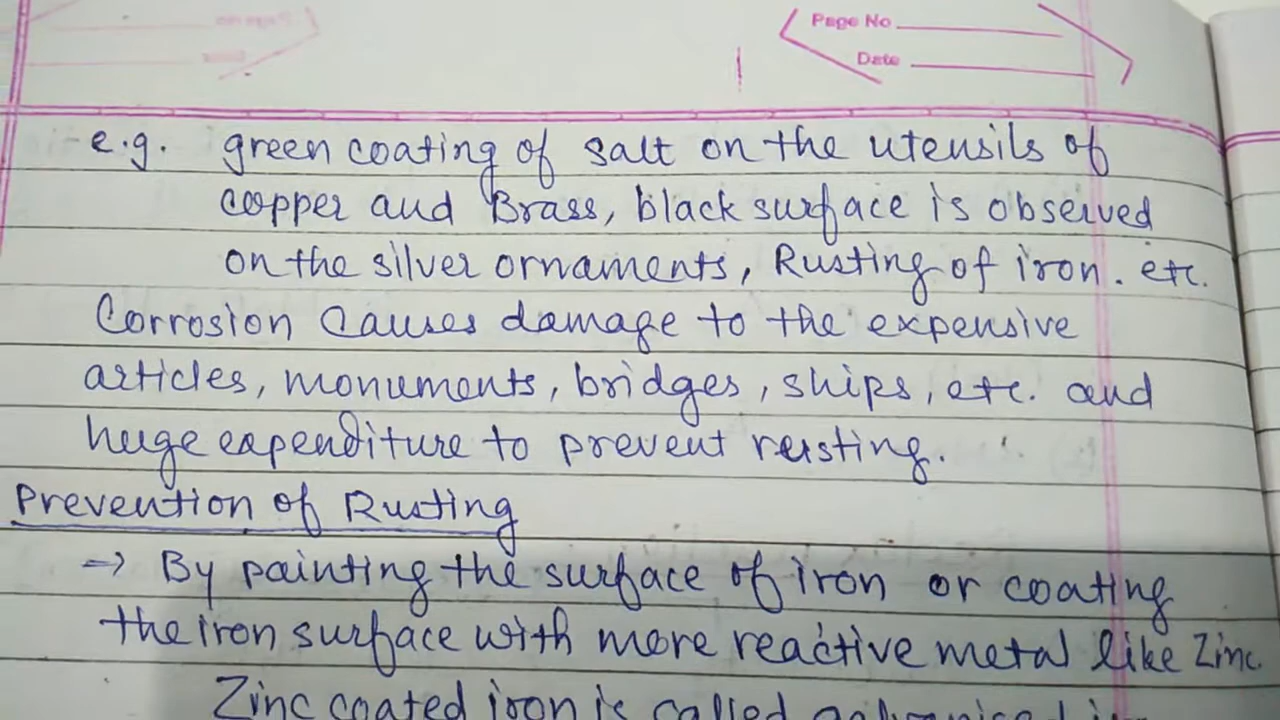 Page No
Date
e.g. green coating of salt on the utensils of
copper and Brass, black surface is observed
on the silver ornaments, Rusting of iron. etc.
Corrosion causes damage to the expensive
articles, monuments, bridges, ships, etc. and
huge expenditure to prevent rusting.
Prevention of Rusting
→ By painting the surface of iron or coating
the iron surface with more reactive metal like Zinc.
Zinc coated iron is called